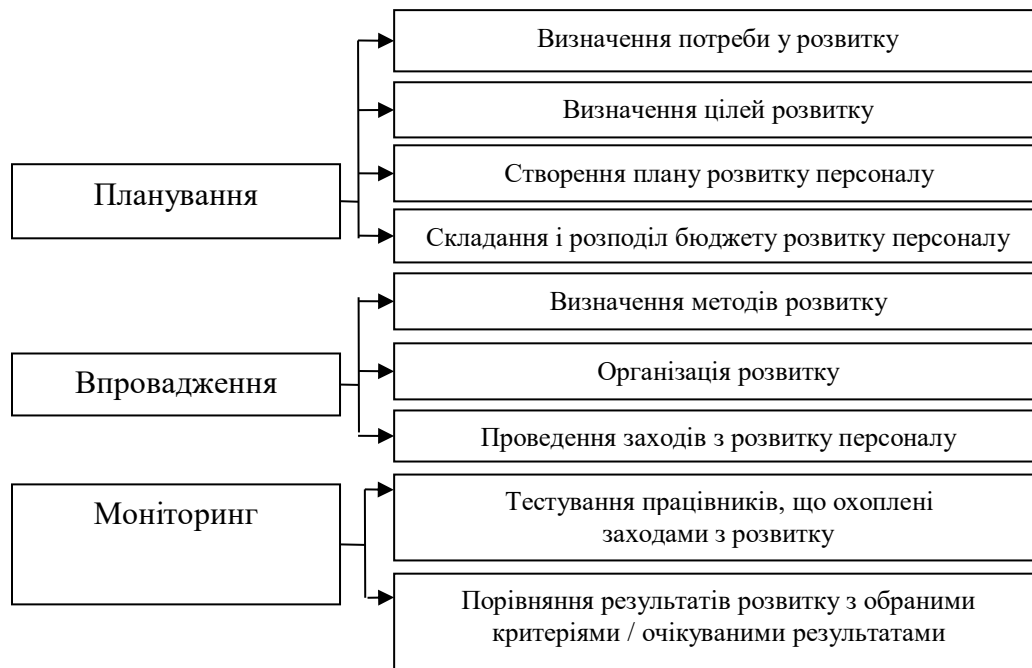 Планування
Визначення потреби у розвитку
Визначення цілей розвитку
Створення плану розвитку персоналу
Складання і розподіл бюджету розвитку персоналу
Впровадження
Визначення методів розвитку
Організація розвитку
Проведення заходів з розвитку персоналу
Моніторинг
Тестування працівників, що охоплені
заходами з розвитку
Порівняння результатів розвитку з обраними
критеріями / очікуваними результатами